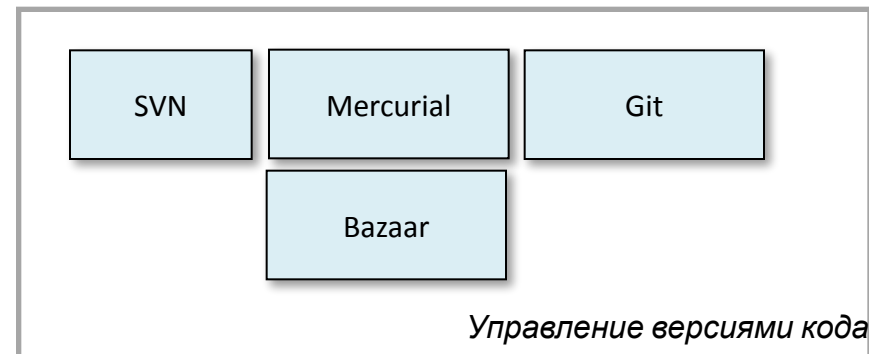 SVN
Mercurial
Git
Bazaar
Управление версиями кода